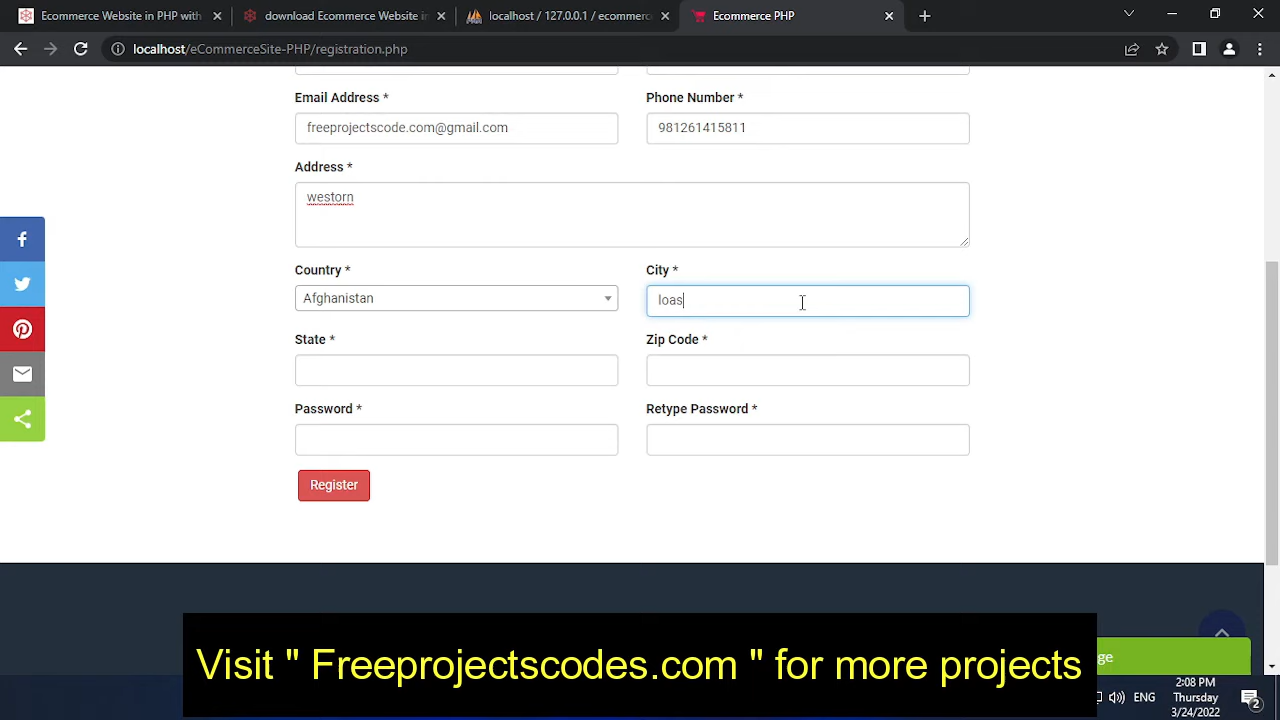 Ecommerce Website in PHP with
download Ecommerce Website in
localhost / 127.0.0.1 / ecommerc
Ecommerce PHP
localhost/eCommerceSite-PHP/registration.php
Email Address *
Phone Number *
freeprojectscode.com@gmail.com
981261415811
Address *
westorn
Country *
City *
Afghanistan
loas
State *
Zip Code *
Password *
Retype Password *
Register
Visit " Freeprojectscodes.com " for more projects
ge
ENG
2:08 PM
Thursday
3/24/2022
2